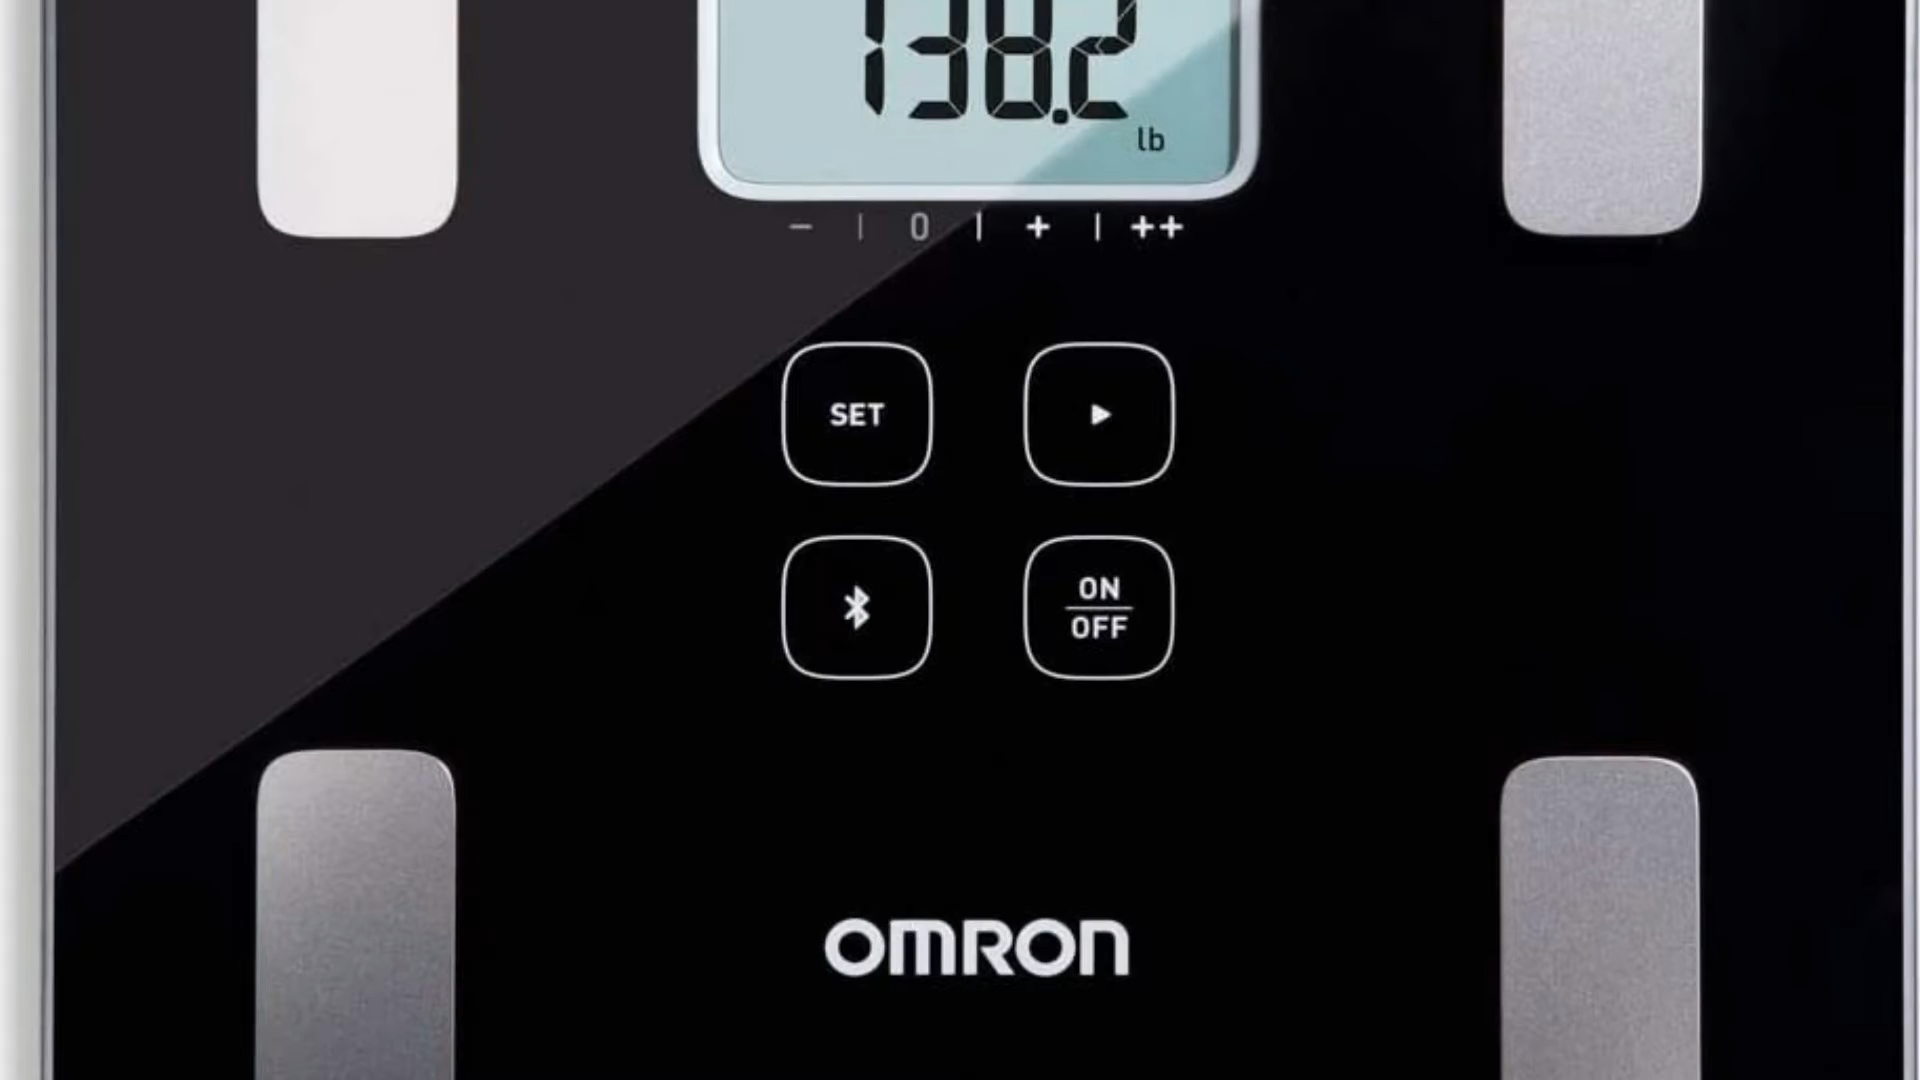 138.2
lb
− | 0 | + | ++
SET
ON
OFF
OMRON